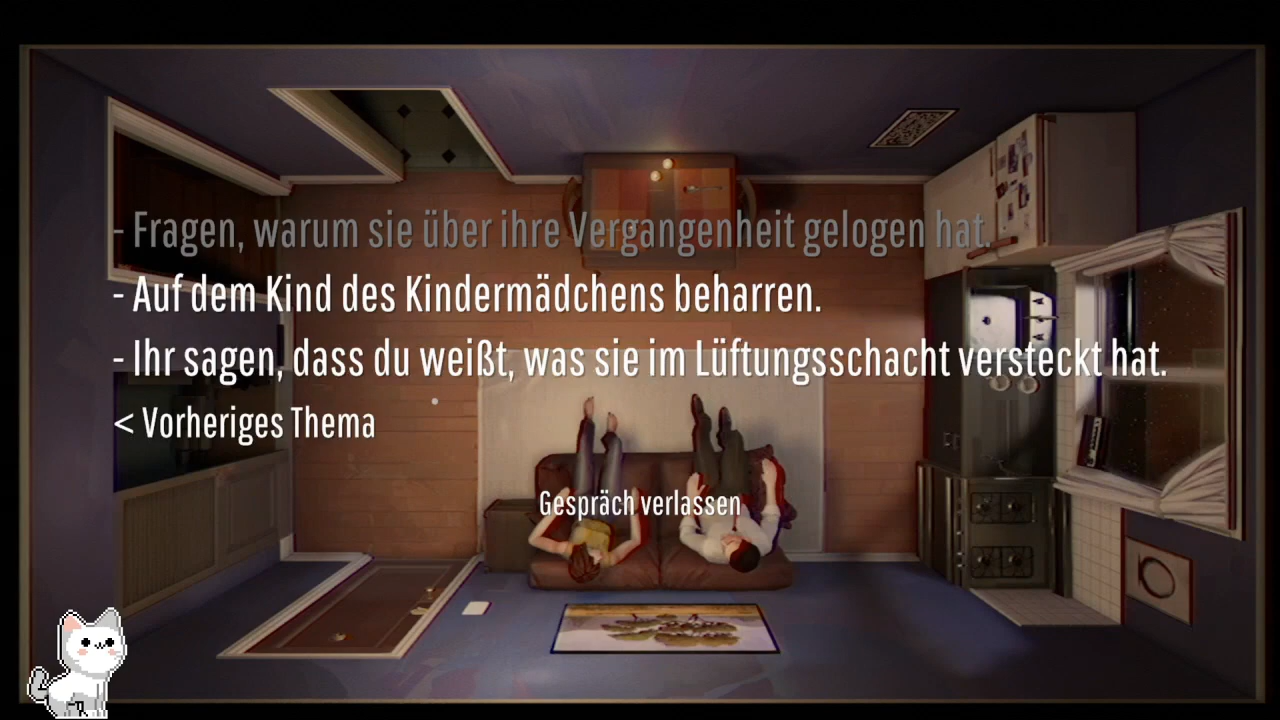 - Fragen, warum sie über ihre Vergangenheit gelogen hat.
- Auf dem Kind des Kindermädchens beharren.
- Ihr sagen, dass du weißt, was sie im Lüftungsschacht versteckt hat.
< Vorheriges Thema
Gespräch verlassen